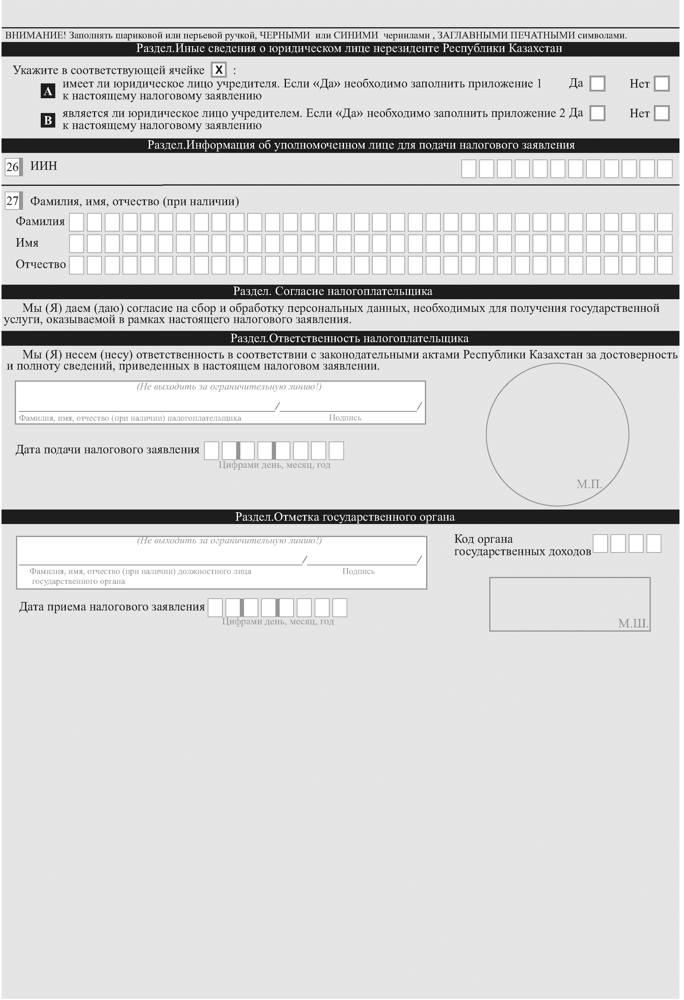 ВНИМАНИЕ! Заполнять шариковой или перьевой ручкой, ЧЕРНЫМИ или СИНИМИ чернилами , ЗАГЛАВНЫМИ ПЕЧАТНЫМИ символами.
Раздел.Иные сведения о юридическом лице нерезиденте Республики Казахстан
Укажите в соответствующей ячейке X :
A имеет ли юридическое лицо учредителя. Если «Да» необходимо заполнить приложение 1 Да Нет
к настоящему налоговому заявлению
B является ли юридическое лицо учредителем. Если «Да» необходимо заполнить приложение 2 Да Нет
к настоящему налоговому заявлению
Раздел.Информация об уполномоченном лице для подачи налогового заявления
26 ИИН
27 Фамилия, имя, отчество (при наличии)
Фамилия
Имя
Отчество
Раздел. Согласие налогоплательщика
Мы (Я) даем (даю) согласие на сбор и обработку персональных данных, необходимых для получения государственной
услуги, оказываемой в рамках настоящего налогового заявления.
Раздел.Ответственность налогоплательщика
Мы (Я) несем (несу) ответственность в соответствии с законодательными актами Республики Казахстан за достоверность
и полноту сведений, приведенных в настоящем налоговом заявлении.
(Не выходить за ограничительную линию!)
/ /
Фамилия, имя, отчество (при наличии) налогоплательщика Подпись
Дата подачи налогового заявления
Цифрами день, месяц, год
М.П.
Раздел.Отметка государственного органа
(Не выходить за ограничительную линию!)
/ /
Фамилия, имя, отчество (при наличии) должностного лица Подпись
государственного органа
Код органа
государственных доходов
Дата приема налогового заявления
Цифрами день, месяц, год
М.Ш.